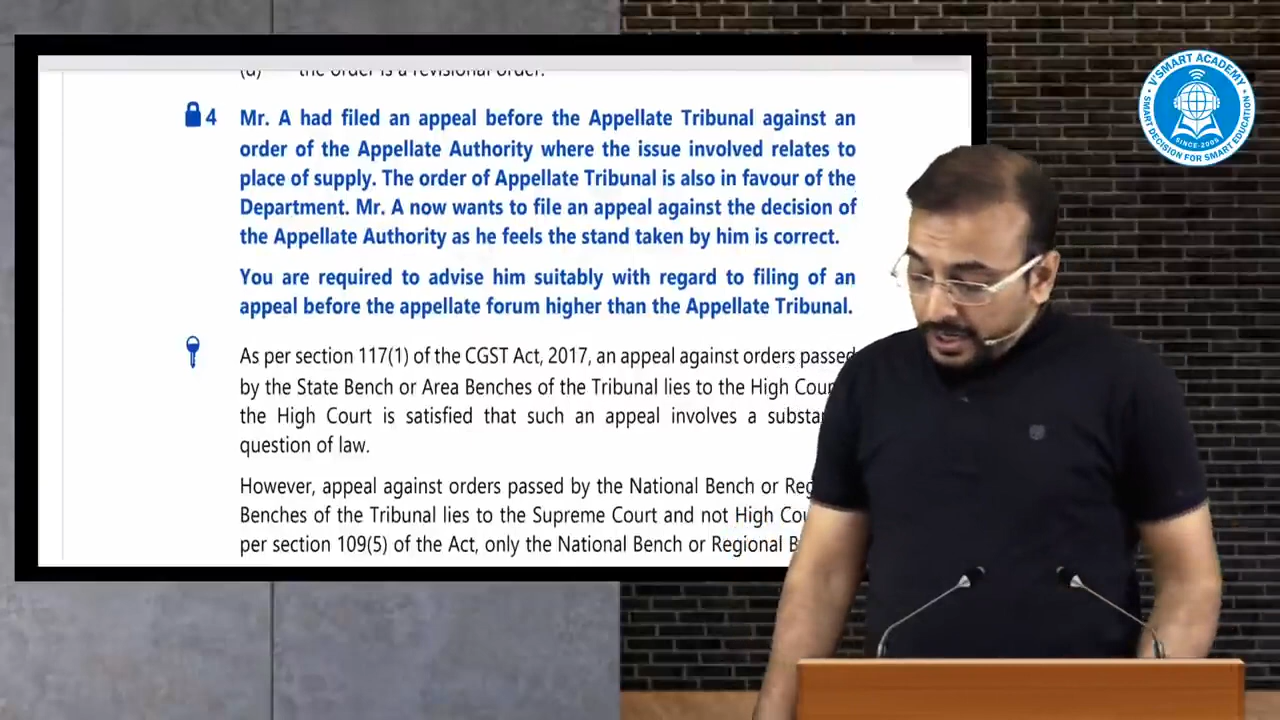 (d) the order is a revisional order.
4 Mr. A had filed an appeal before the Appellate Tribunal against an
order of the Appellate Authority where the issue involved relates to
place of supply. The order of Appellate Tribunal is also in favour of the
Department. Mr. A now wants to file an appeal against the decision of
the Appellate Authority as he feels the stand taken by him is correct.
You are required to advise him suitably with regard to filing of an
appeal before the appellate forum higher than the Appellate Tribunal.
As per section 117(1) of the CGST Act, 2017, an appeal against orders passed
by the State Bench or Area Benches of the Tribunal lies to the High
the High Court is satisfied that such an appeal involves a
question of law.
However, appeal against orders passed by the National Bench or
Benches of the Tribunal lies to the Supreme Court and not High
per section 109(5) of the Act, only the National Bench or Regional
V'SMART ACADEMY
SINCE-2005
SMART DECISION FOR SMART EDUCATION